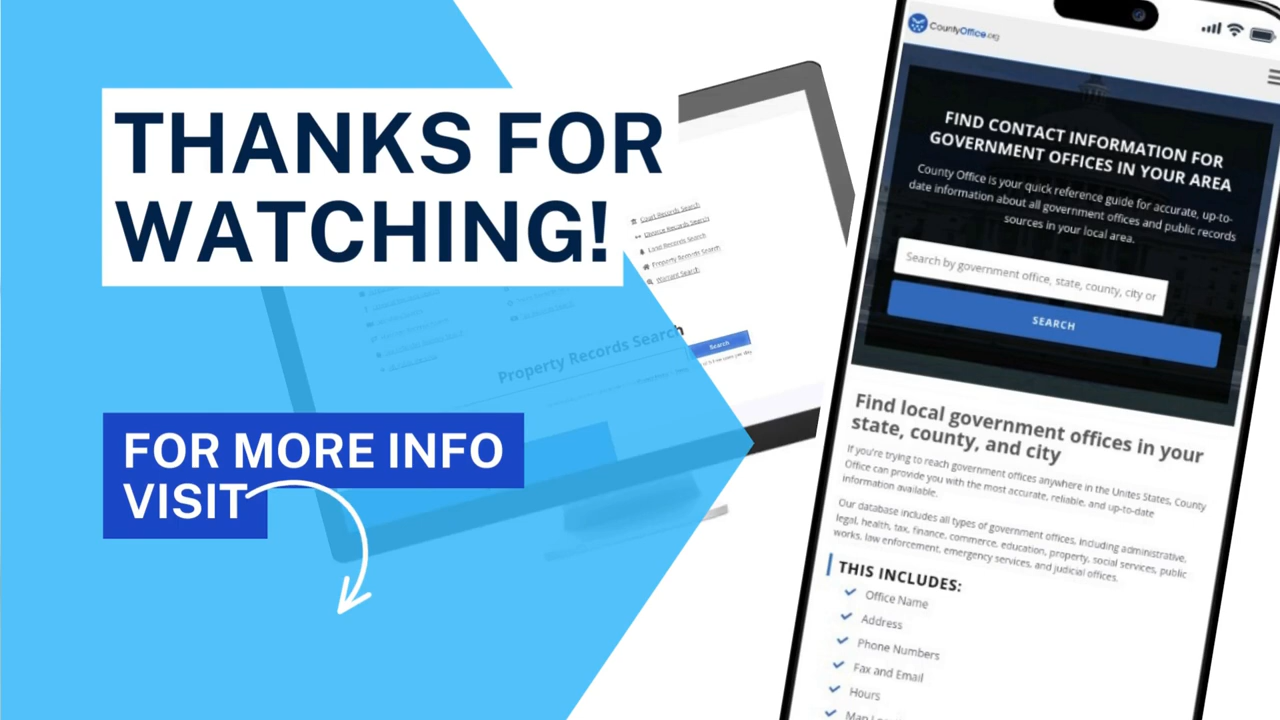 THANKS FOR
WATCHING!
FOR MORE INFO
VISIT
Court Records Search
Divorce Records Search
Land Records Search
Property Records Search
Warrant Search
Property Records Search
Search
CountyOffice.org
FIND CONTACT INFORMATION FOR
GOVERNMENT OFFICES IN YOUR AREA
County Office is your quick reference guide for accurate, up-to-
date information about all government offices and public records
sources in your local area.
Search by government office, state, county, city or
SEARCH
Find local government offices in your
state, county, and city
If you're trying to reach government offices anywhere in the Unites States, County
Office can provide you with the most accurate, reliable, and up-to-date
information available.
Our database includes all types of government offices, including administrative,
legal, health, tax, finance, commerce, education, property, social services, public
works, law enforcement, emergency services, and judicial offices.
THIS INCLUDES:
Office Name
Address
Phone Numbers
Fax and Email
Hours